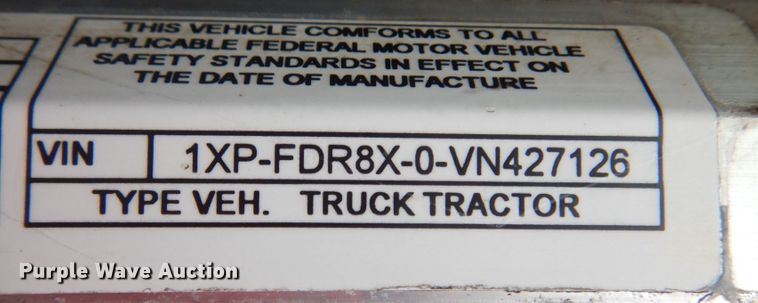 THIS VEHICLE COMFORMS TO ALL
APPLICABLE FEDERAL MOTOR VEHICLE
SAFETY STANDARDS IN EFFECT ON
THE DATE OF MANUFACTURE
VIN 1XP-FDR8X-0-VN427126
TYPE VEH. TRUCK TRACTOR
Purple Wave Auction